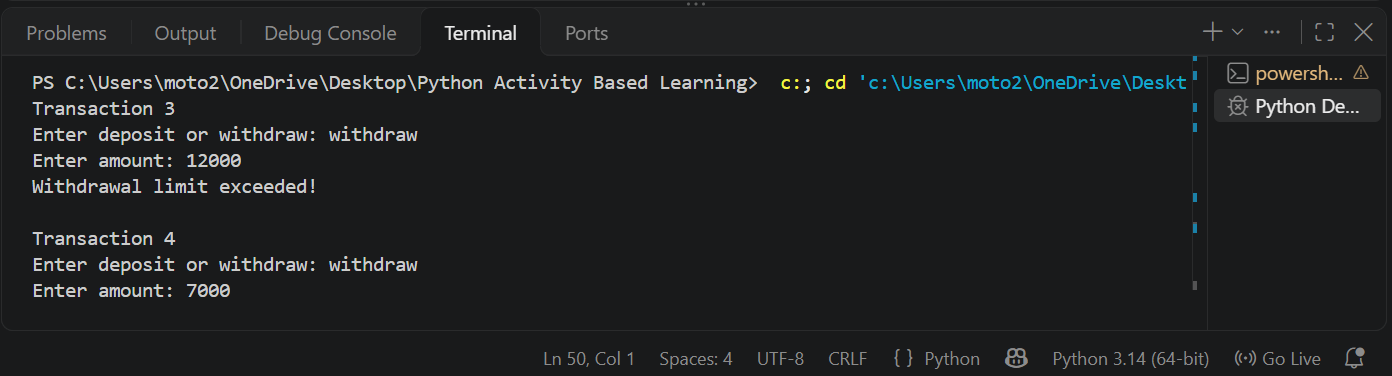 Problems Output Debug Console Terminal Ports
PS C:\Users\moto2\OneDrive\Desktop\Python Activity Based Learning>  c:; cd 'c:\Users\moto2\OneDrive\Deskt
Transaction 3
Enter deposit or withdraw: withdraw
Enter amount: 12000
Withdrawal limit exceeded!
Transaction 4
Enter deposit or withdraw: withdraw
Enter amount: 7000
powersh...
Python De...
Ln 50, Col 1 Spaces: 4 UTF-8 CRLF {} Python Python 3.14 (64-bit) Go Live